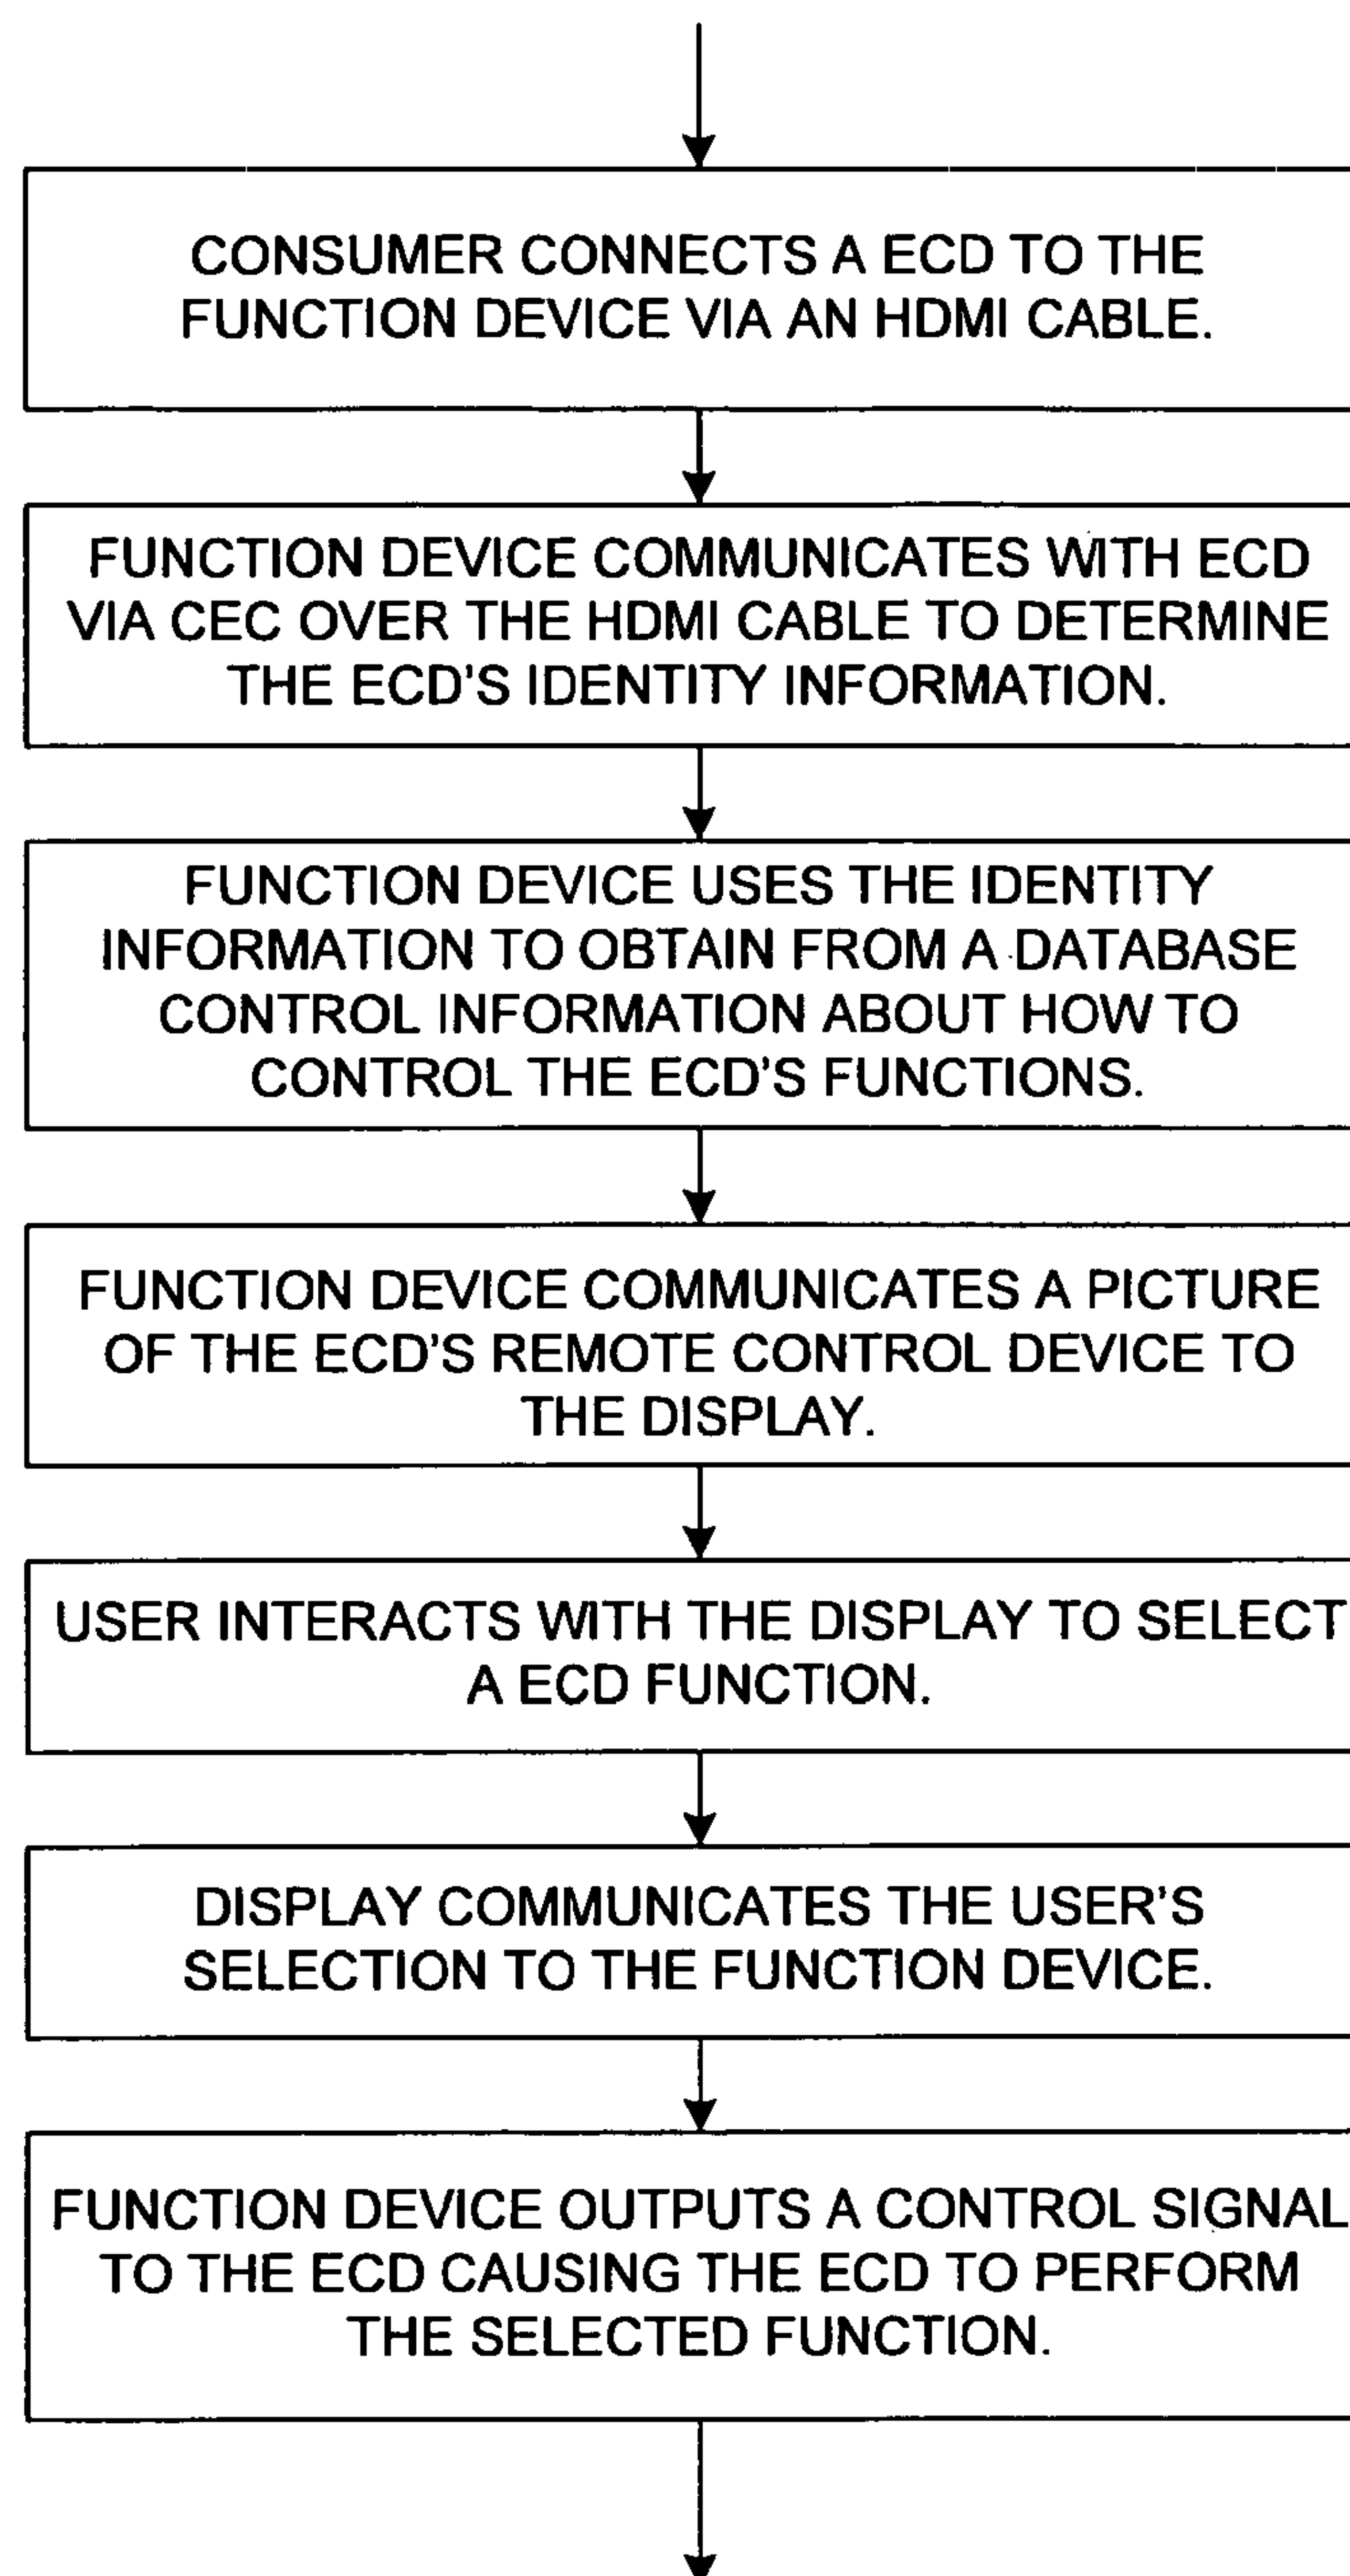 CONSUMER CONNECTS A ECD TO THE
FUNCTION DEVICE VIA AN HDMI CABLE.
FUNCTION DEVICE COMMUNICATES WITH ECD
VIA CEC OVER THE HDMI CABLE TO DETERMINE
THE ECD'S IDENTITY INFORMATION.
FUNCTION DEVICE USES THE IDENTITY
INFORMATION TO OBTAIN FROM A DATABASE
CONTROL INFORMATION ABOUT HOW TO
CONTROL THE ECD'S FUNCTIONS.
FUNCTION DEVICE COMMUNICATES A PICTURE
OF THE ECD'S REMOTE CONTROL DEVICE TO
THE DISPLAY.
USER INTERACTS WITH THE DISPLAY TO SELECT
A ECD FUNCTION.
DISPLAY COMMUNICATES THE USER'S
SELECTION TO THE FUNCTION DEVICE.
FUNCTION DEVICE OUTPUTS A CONTROL SIGNAL
TO THE ECD CAUSING THE ECD TO PERFORM
THE SELECTED FUNCTION.